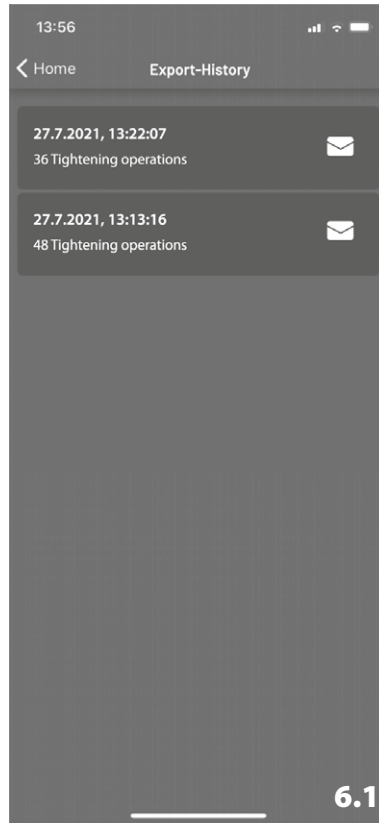 13:56
Home
Export-History
27.7.2021, 13:22:07
36 Tightening operations
27.7.2021, 13:13:16
48 Tightening operations
6.1